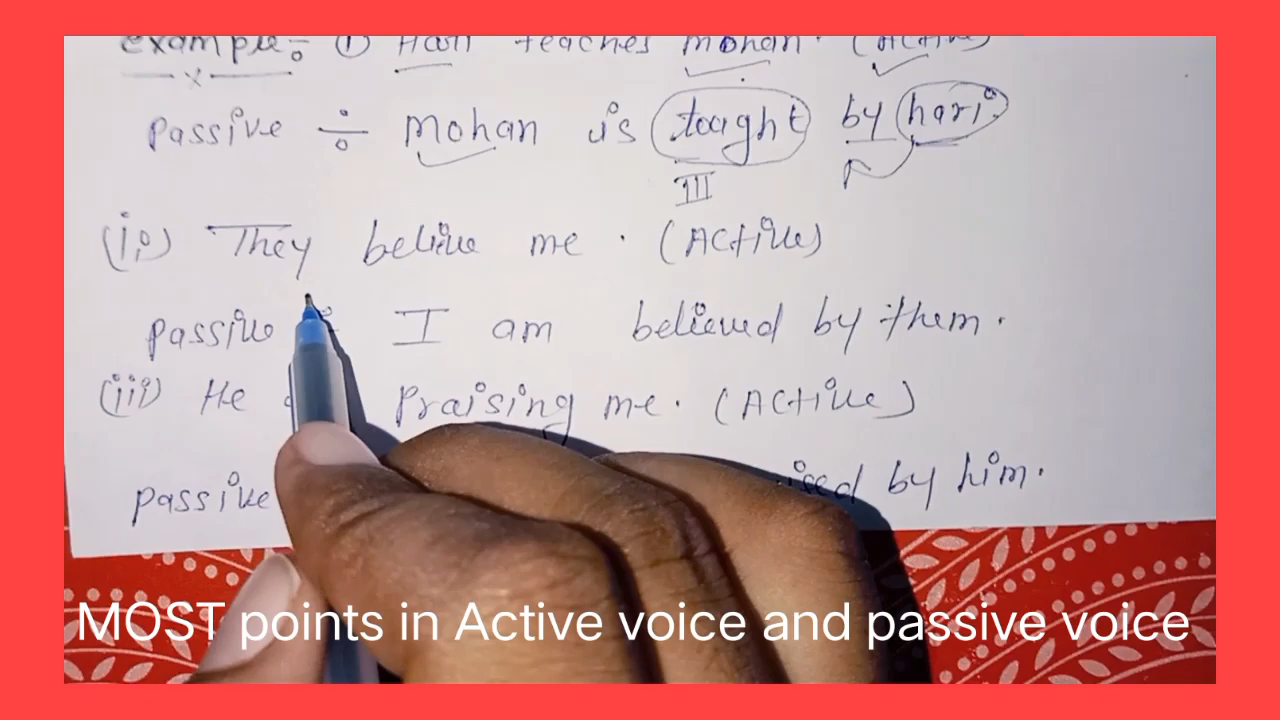 Example:- (i) Hari teaches mohan. (Active)
Passive ÷ Mohan is taught by hari.
III
(ii) They belive me. (Active)
passive I am believed by them.
(iii) He Praising me. (Active)
passive by him.
MOST points in Active voice and passive voice